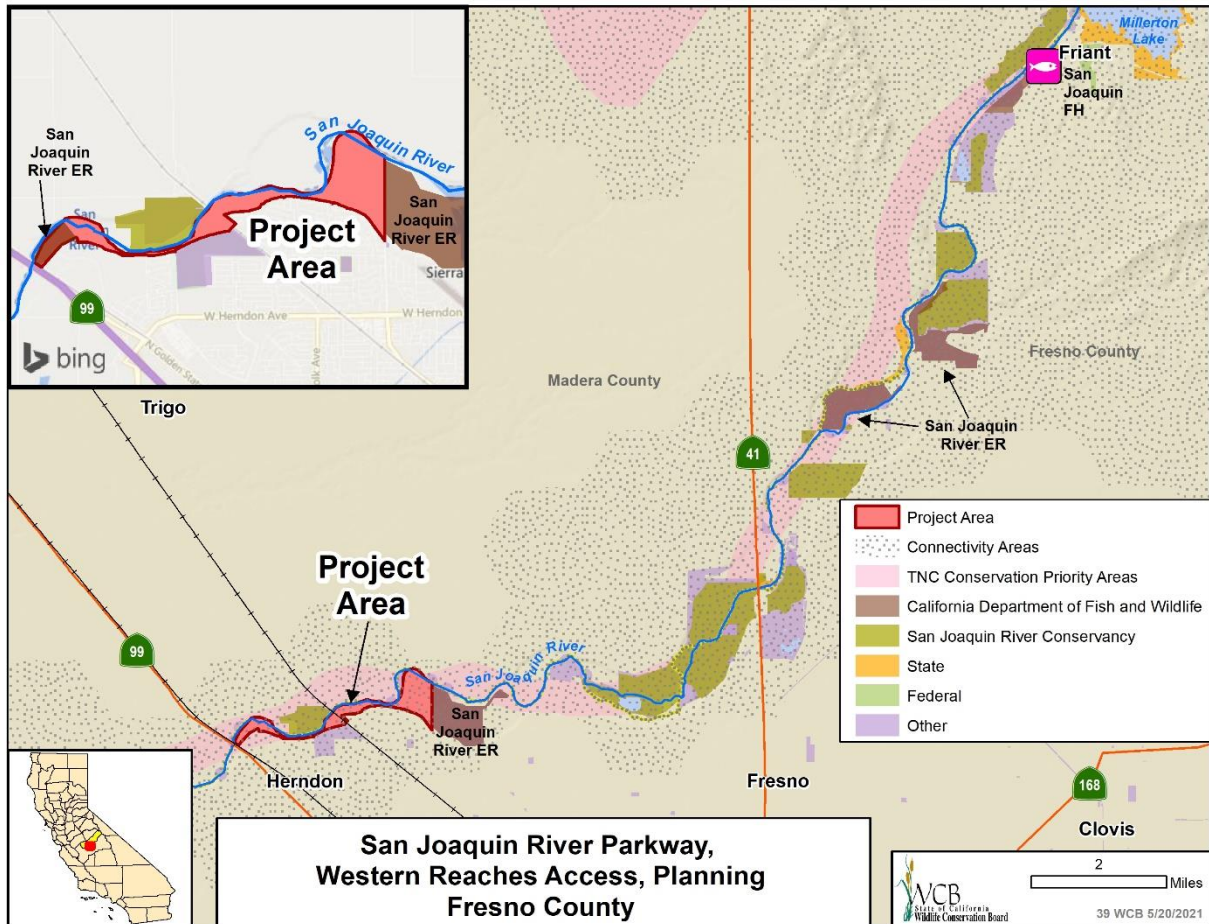 San
Joaquin
River ER
San Joaquin River
San
River
Project
Area
San
Joaquin
River ER
Sierra
99
W Herndon Ave
W Herndon
N Golden State
olk Ave
bing
Millerton
Lake
Friant
San
Joaquin
FH
Trigo
Madera County
Fresno County
San Joaquin
River ER
41
Project
Area
99
San Joaquin River
San
Joaquin
River ER
Herndon
Fresno
168
Clovis
Project Area
Connectivity Areas
TNC Conservation Priority Areas
California Department of Fish and Wildlife
San Joaquin River Conservancy
State
Federal
Other
San Joaquin River Parkway,
Western Reaches Access, Planning
Fresno County
WCB
State of California
Wildlife Conservation Board
2
Miles
39 WCB 5/20/2021